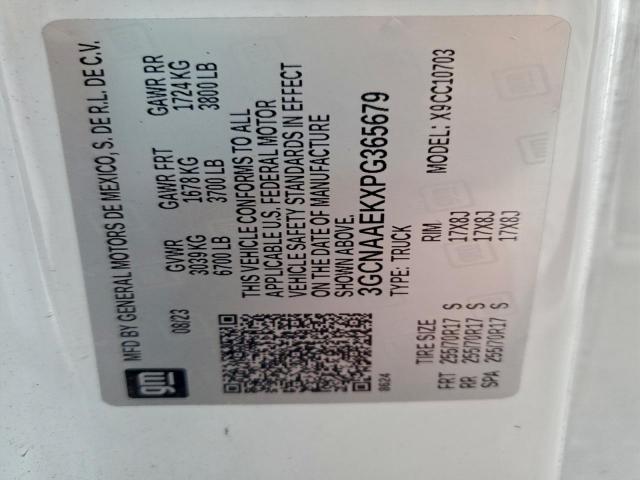 gm
MFD BY GENERAL MOTORS DE MEXICO, S. DE R.L. DE C.V.
08/23 GVWR GAWR FRT GAWR RR
3039 KG 1678 KG 1724 KG
6700 LB 3700 LB 3800 LB
THIS VEHICLE CONFORMS TO ALL
APPLICABLE U.S. FEDERAL MOTOR
VEHICLE SAFETY STANDARDS IN EFFECT
ON THE DATE OF MANUFACTURE
SHOWN ABOVE.
3GCNAAEKXPG365679
TYPE: TRUCK
8624
MODEL: X9CC10703
TIRE SIZE RIM
FRT 255/70R17 S 17X8J
RR 255/70R17 S 17X8J
SPA 255/70R17 S 17X8J